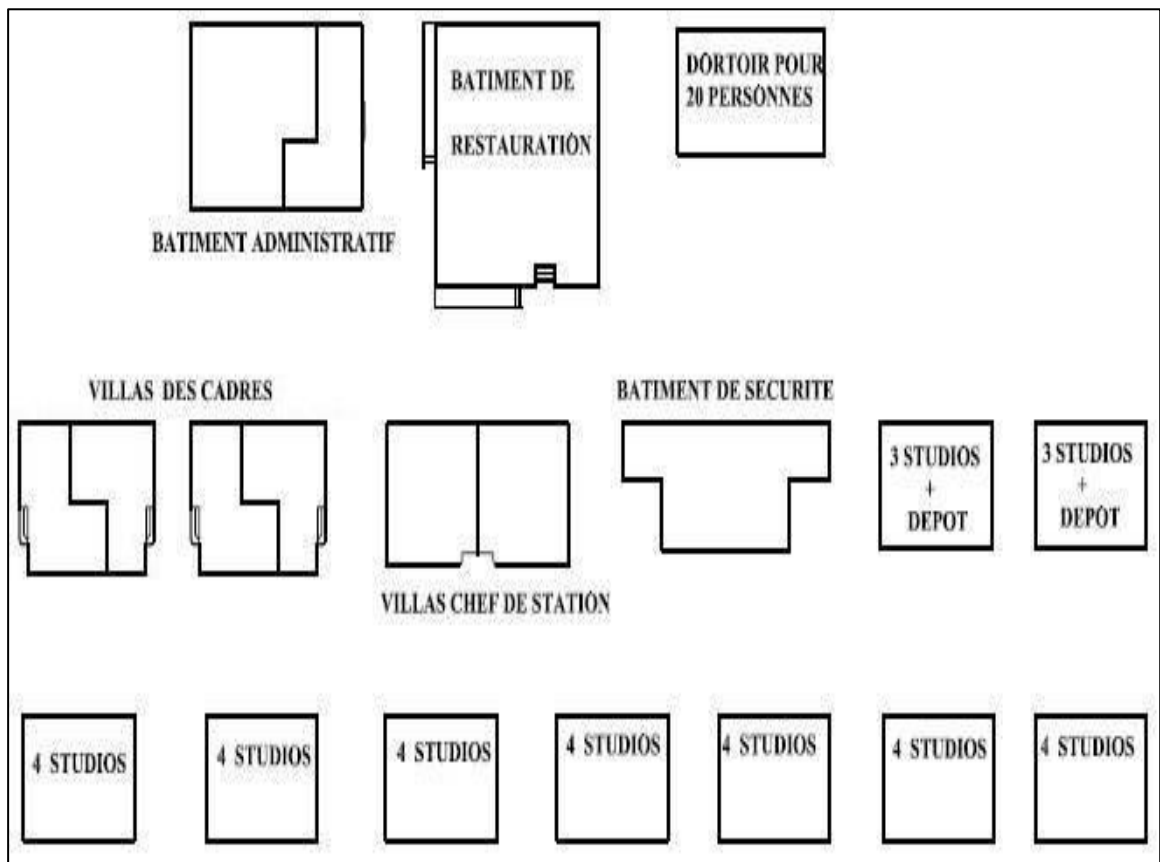 BATIMENT ADMINISTRATIF
BATIMENT DE
RESTAURATION
DORTOIR POUR
20 PERSONNES
VILLAS DES CADRES
VILLAS CHEF DE STATION
BATIMENT DE SECURITE
3 STUDIOS
+
DEPOT
3 STUDIOS
+
DEPOT
4 STUDIOS
4 STUDIOS
4 STUDIOS
4 STUDIOS
4 STUDIOS
4 STUDIOS
4 STUDIOS